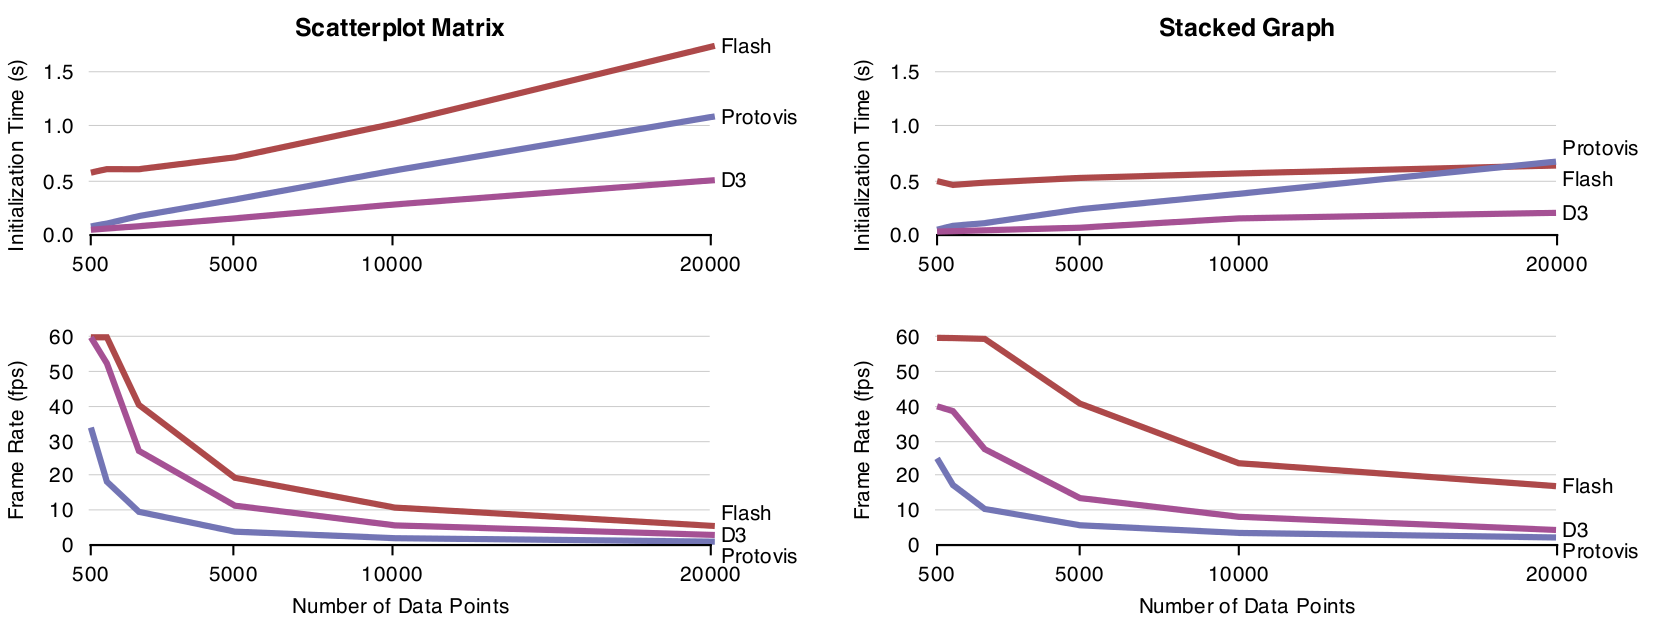 Scatterplot Matrix
Initialization Time (s)
1.5
1.0
0.5
0.0
500 5000 10000 20000
Flash
Protovis
D3
Stacked Graph
Initialization Time (s)
1.5
1.0
0.5
0.0
500 5000 10000 20000
Protovis
Flash
D3
Frame Rate (fps)
60
50
40
30
20
10
0
500 5000 10000 20000
Flash
D3
Protovis
Number of Data Points
Frame Rate (fps)
60
50
40
30
20
10
0
500 5000 10000 20000
Flash
D3
Protovis
Number of Data Points